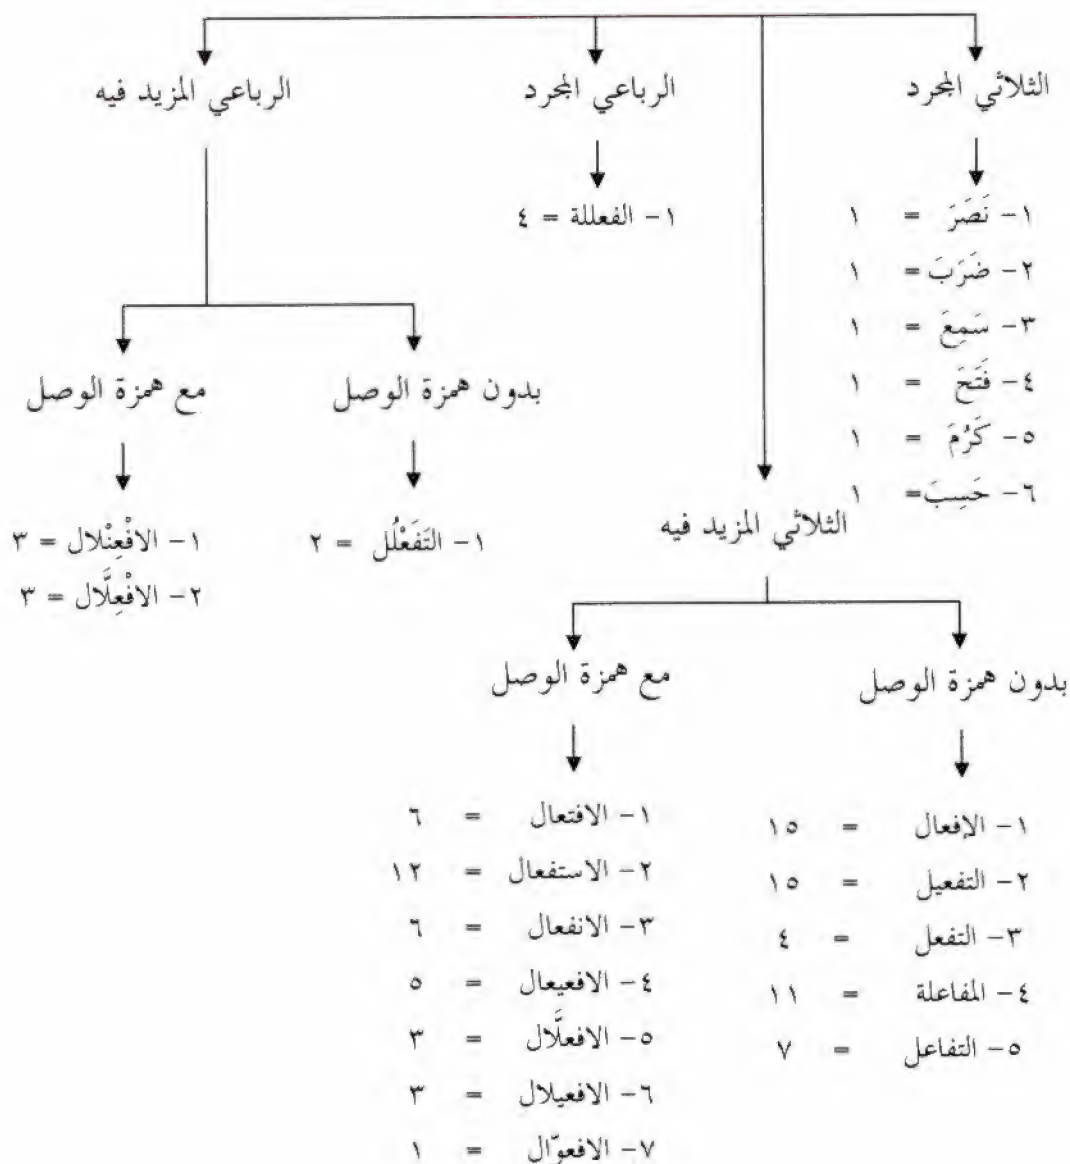 الثلاثي المجرد
١- نَصَرَ = ١
٢- ضَرَبَ = ١
٣- سَمِعَ = ١
٤- فَتَحَ = ١
٥- كَرُمَ = ١
٦- حَسِبَ = ١
الرباعي المجرد
١- الفعللة = ٤
الرباعي المزيد فيه
بدون همزة الوصل
١- التَفَعْلُل = ٢
مع همزة الوصل
١- الافْعِنْلال = ٣
٢- الافْعِلَّال = ٣
الثلاثي المزيد فيه
بدون همزة الوصل
١- الإفعال = ١٥
٢- التفعيل = ١٥
٣- التفعل = ٤
٤- المفاعلة = ١١
٥- التفاعل = ٧
مع همزة الوصل
١- الافتعال = ٦
٢- الاستفعال = ١٢
٣- الانفعال = ٦
٤- الافعيعال = ٥
٥- الافعلَّال = ٣
٦- الافعيلال = ٣
٧- الافعوّال = ١